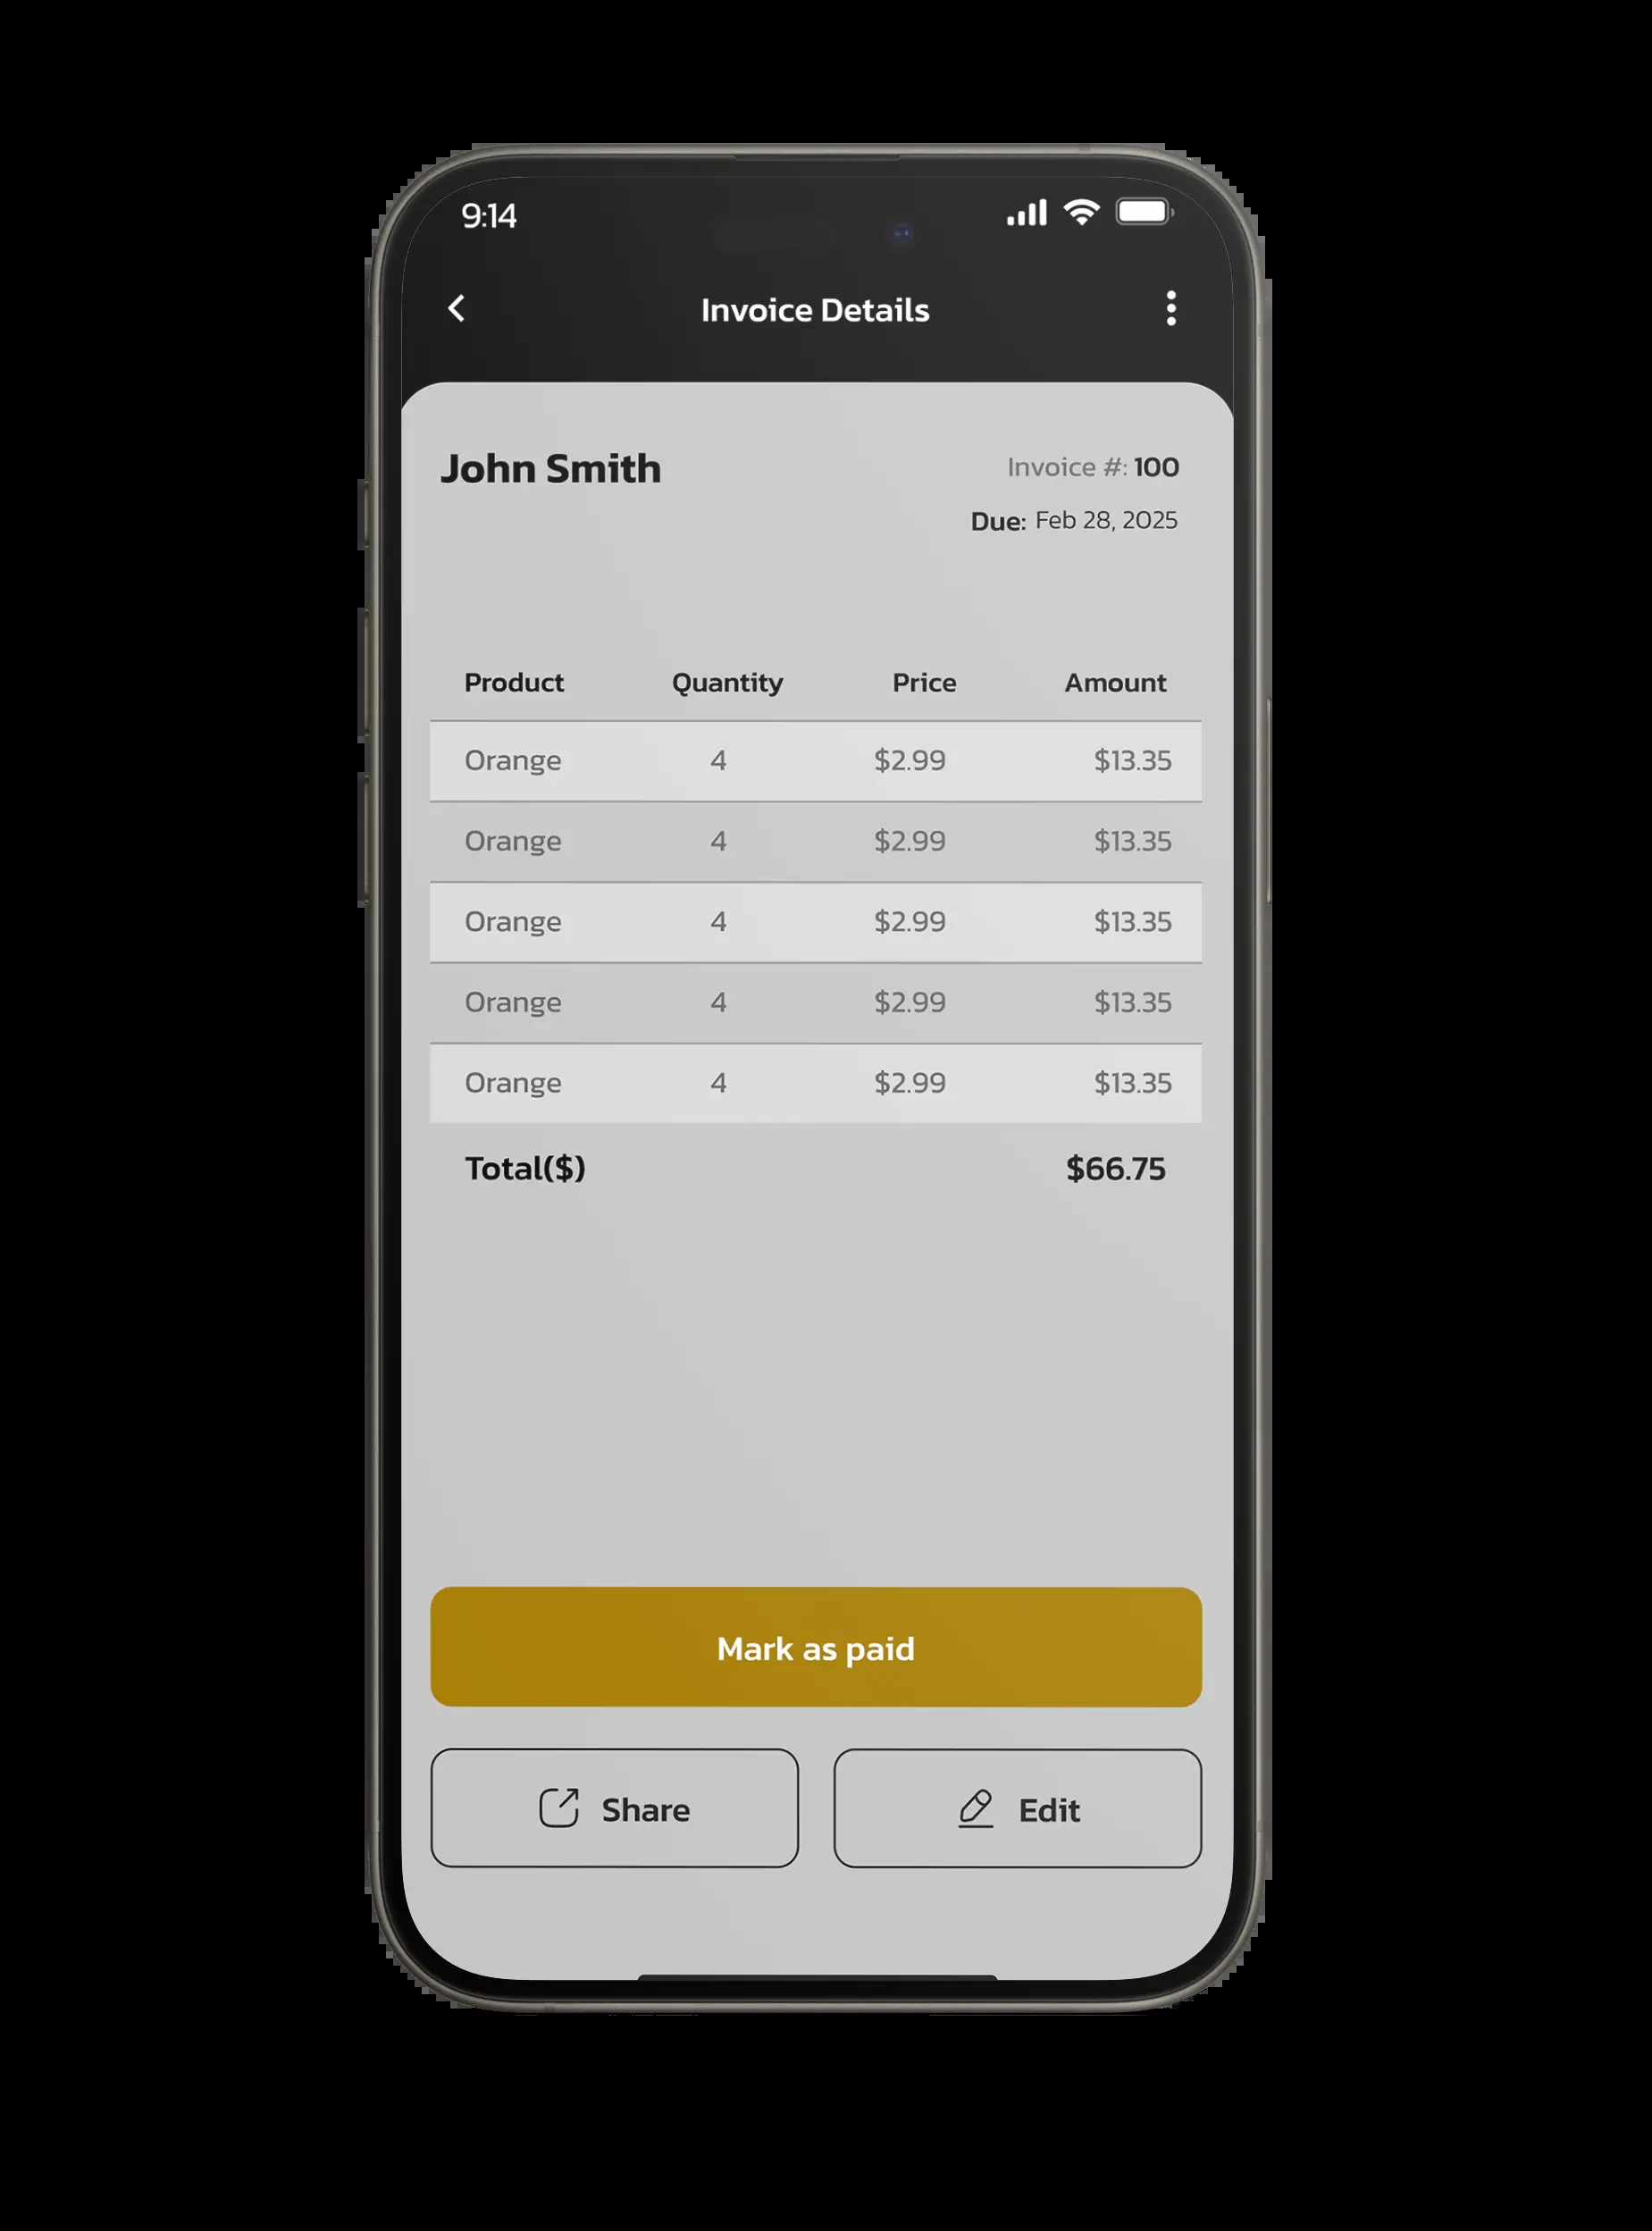 9:14
Invoice Details
John Smith
Invoice #: 100
Due: Feb 28, 2025
Product Quantity Price Amount
Orange 4 $2.99 $13.35
Orange 4 $2.99 $13.35
Orange 4 $2.99 $13.35
Orange 4 $2.99 $13.35
Orange 4 $2.99 $13.35
Total($) $66.75
Mark as paid
Share Edit